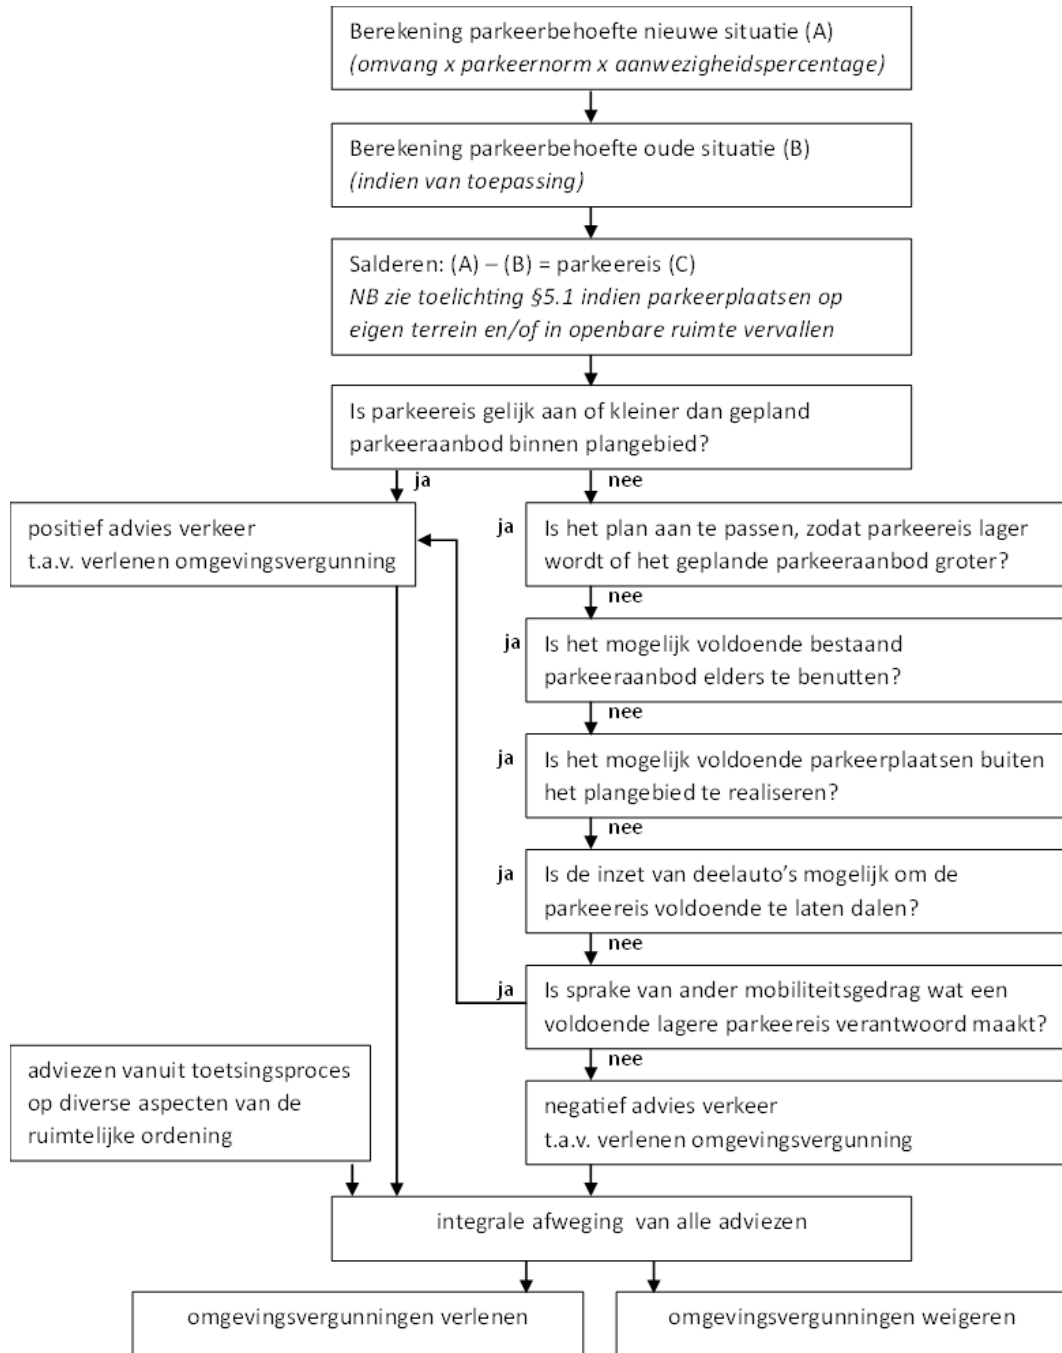 Berekening parkeerbehoefte nieuwe situatie (A)
(omvang x parkeernorm x aanwezigheidspercentage)
Berekening parkeerbehoefte oude situatie (B)
(indien van toepassing)
Salderen: (A) – (B) = parkeereis (C)
NB zie toelichting §5.1 indien parkeerplaatsen op
eigen terrein en/of in openbare ruimte vervallen
Is parkeereis gelijk aan of kleiner dan gepland
parkeeraanbod binnen plangebied?
ja
nee
positief advies verkeer
t.a.v. verlenen omgevingsvergunning
ja
Is het plan aan te passen, zodat parkeereis lager
wordt of het geplande parkeeraanbod groter?
nee
ja
Is het mogelijk voldoende bestaand
parkeeraanbod elders te benutten?
nee
ja
Is het mogelijk voldoende parkeerplaatsen buiten
het plangebied te realiseren?
nee
ja
Is de inzet van deelauto's mogelijk om de
parkeereis voldoende te laten dalen?
nee
ja
Is sprake van ander mobiliteitsgedrag wat een
voldoende lagere parkeereis verantwoord maakt?
nee
adviezen vanuit toetsingsproces
op diverse aspecten van de
ruimtelijke ordening
negatief advies verkeer
t.a.v. verlenen omgevingsvergunning
integrale afweging van alle adviezen
omgevingsvergunningen verlenen
omgevingsvergunningen weigeren